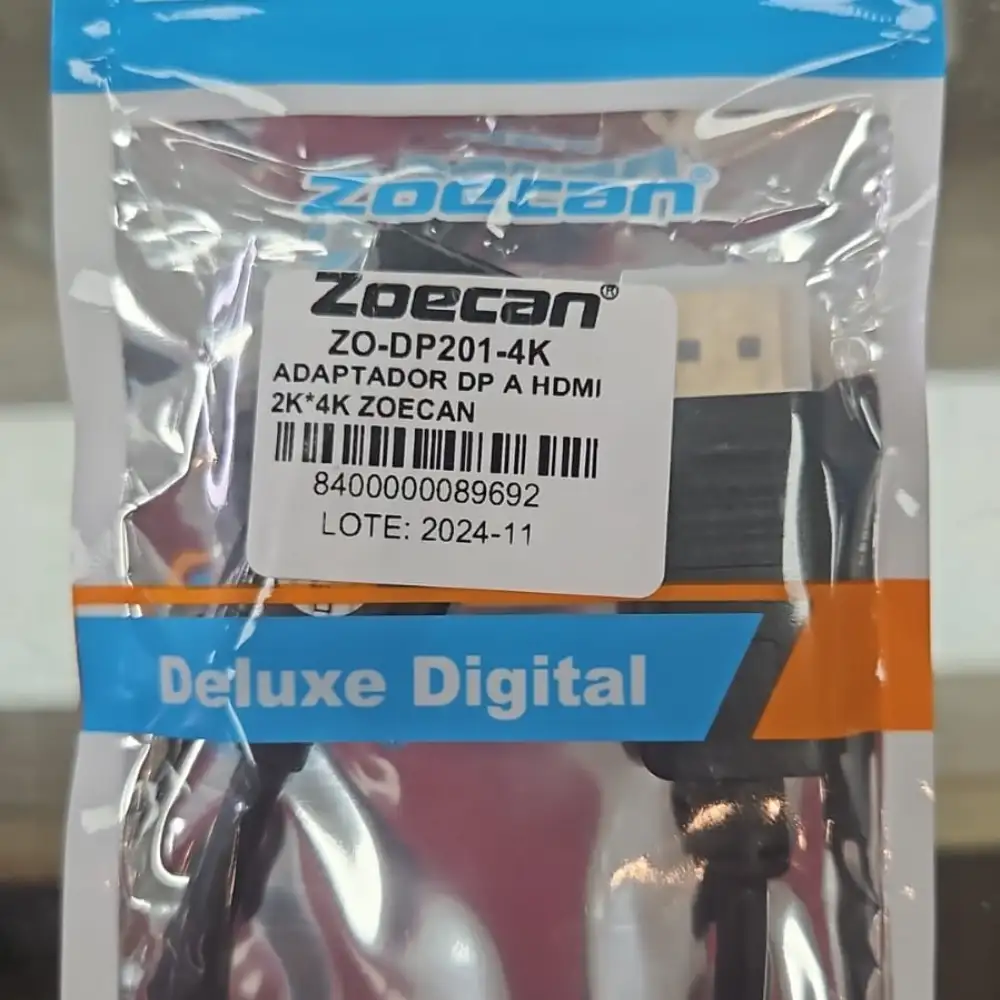 Zoecan®
Zoecan®
ZO-DP201-4K
ADAPTADOR DP A HDMI
2K*4K ZOECAN
8400000089692
LOTE: 2024-11
Deluxe Digital